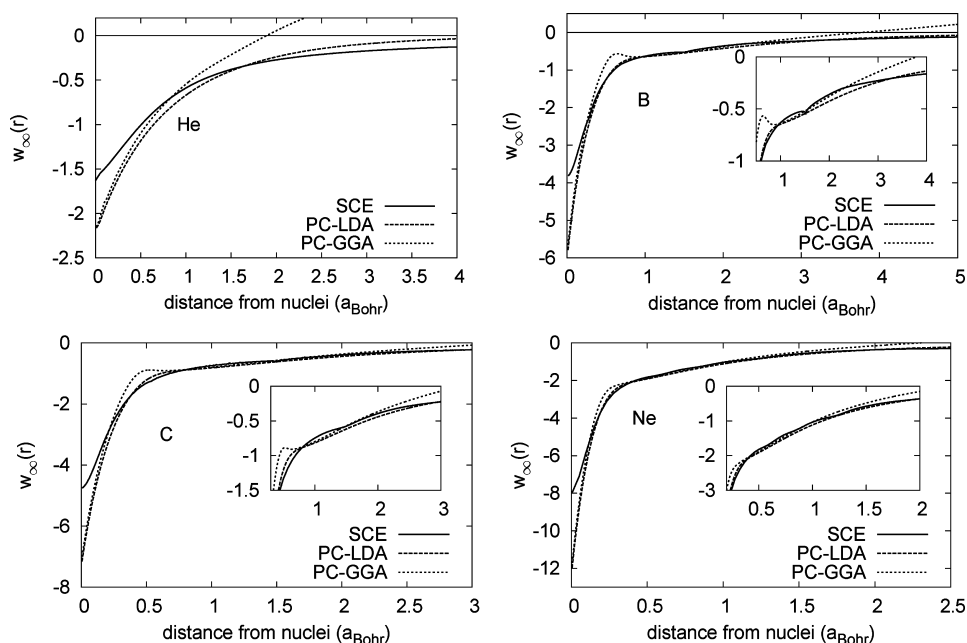 0
-0.5
-1
-1.5
-2
-2.5
w∞(r)
He
SCE
PC-LDA
PC-GGA
0 0.5 1 1.5 2 2.5 3 3.5 4
distance from nuclei (a_Bohr)
0
-1
-2
-3
-4
-5
-6
w∞(r)
B
0
-0.5
-1
1 2 3 4
SCE
PC-LDA
PC-GGA
0 1 2 3 4 5
distance from nuclei (a_Bohr)
0
-2
-4
-6
-8
w∞(r)
C
0
-0.5
-1
-1.5
1 2 3
SCE
PC-LDA
PC-GGA
0 0.5 1 1.5 2 2.5 3
distance from nuclei (a_Bohr)
0
-2
-4
-6
-8
-10
-12
w∞(r)
Ne
0
-1
-2
-3
0.5 1 1.5 2
SCE
PC-LDA
PC-GGA
0 0.5 1 1.5 2 2.5
distance from nuclei (a_Bohr)